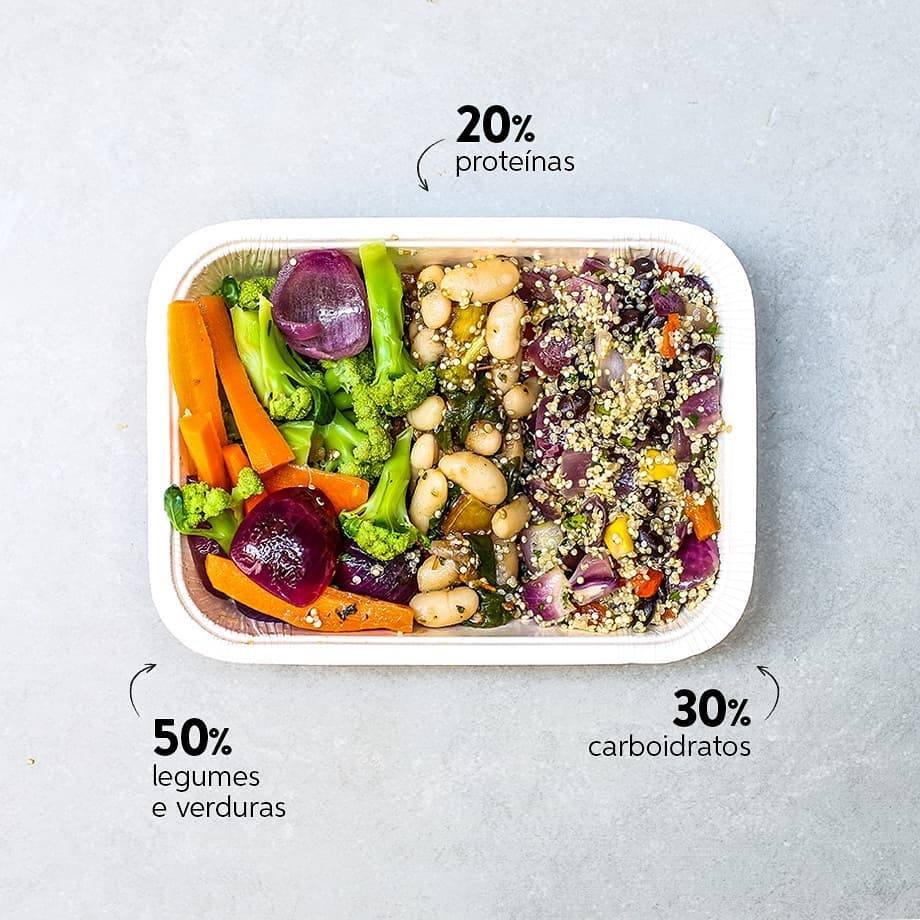 20%
proteínas
50%
legumes
e verduras
30%
carboidratos